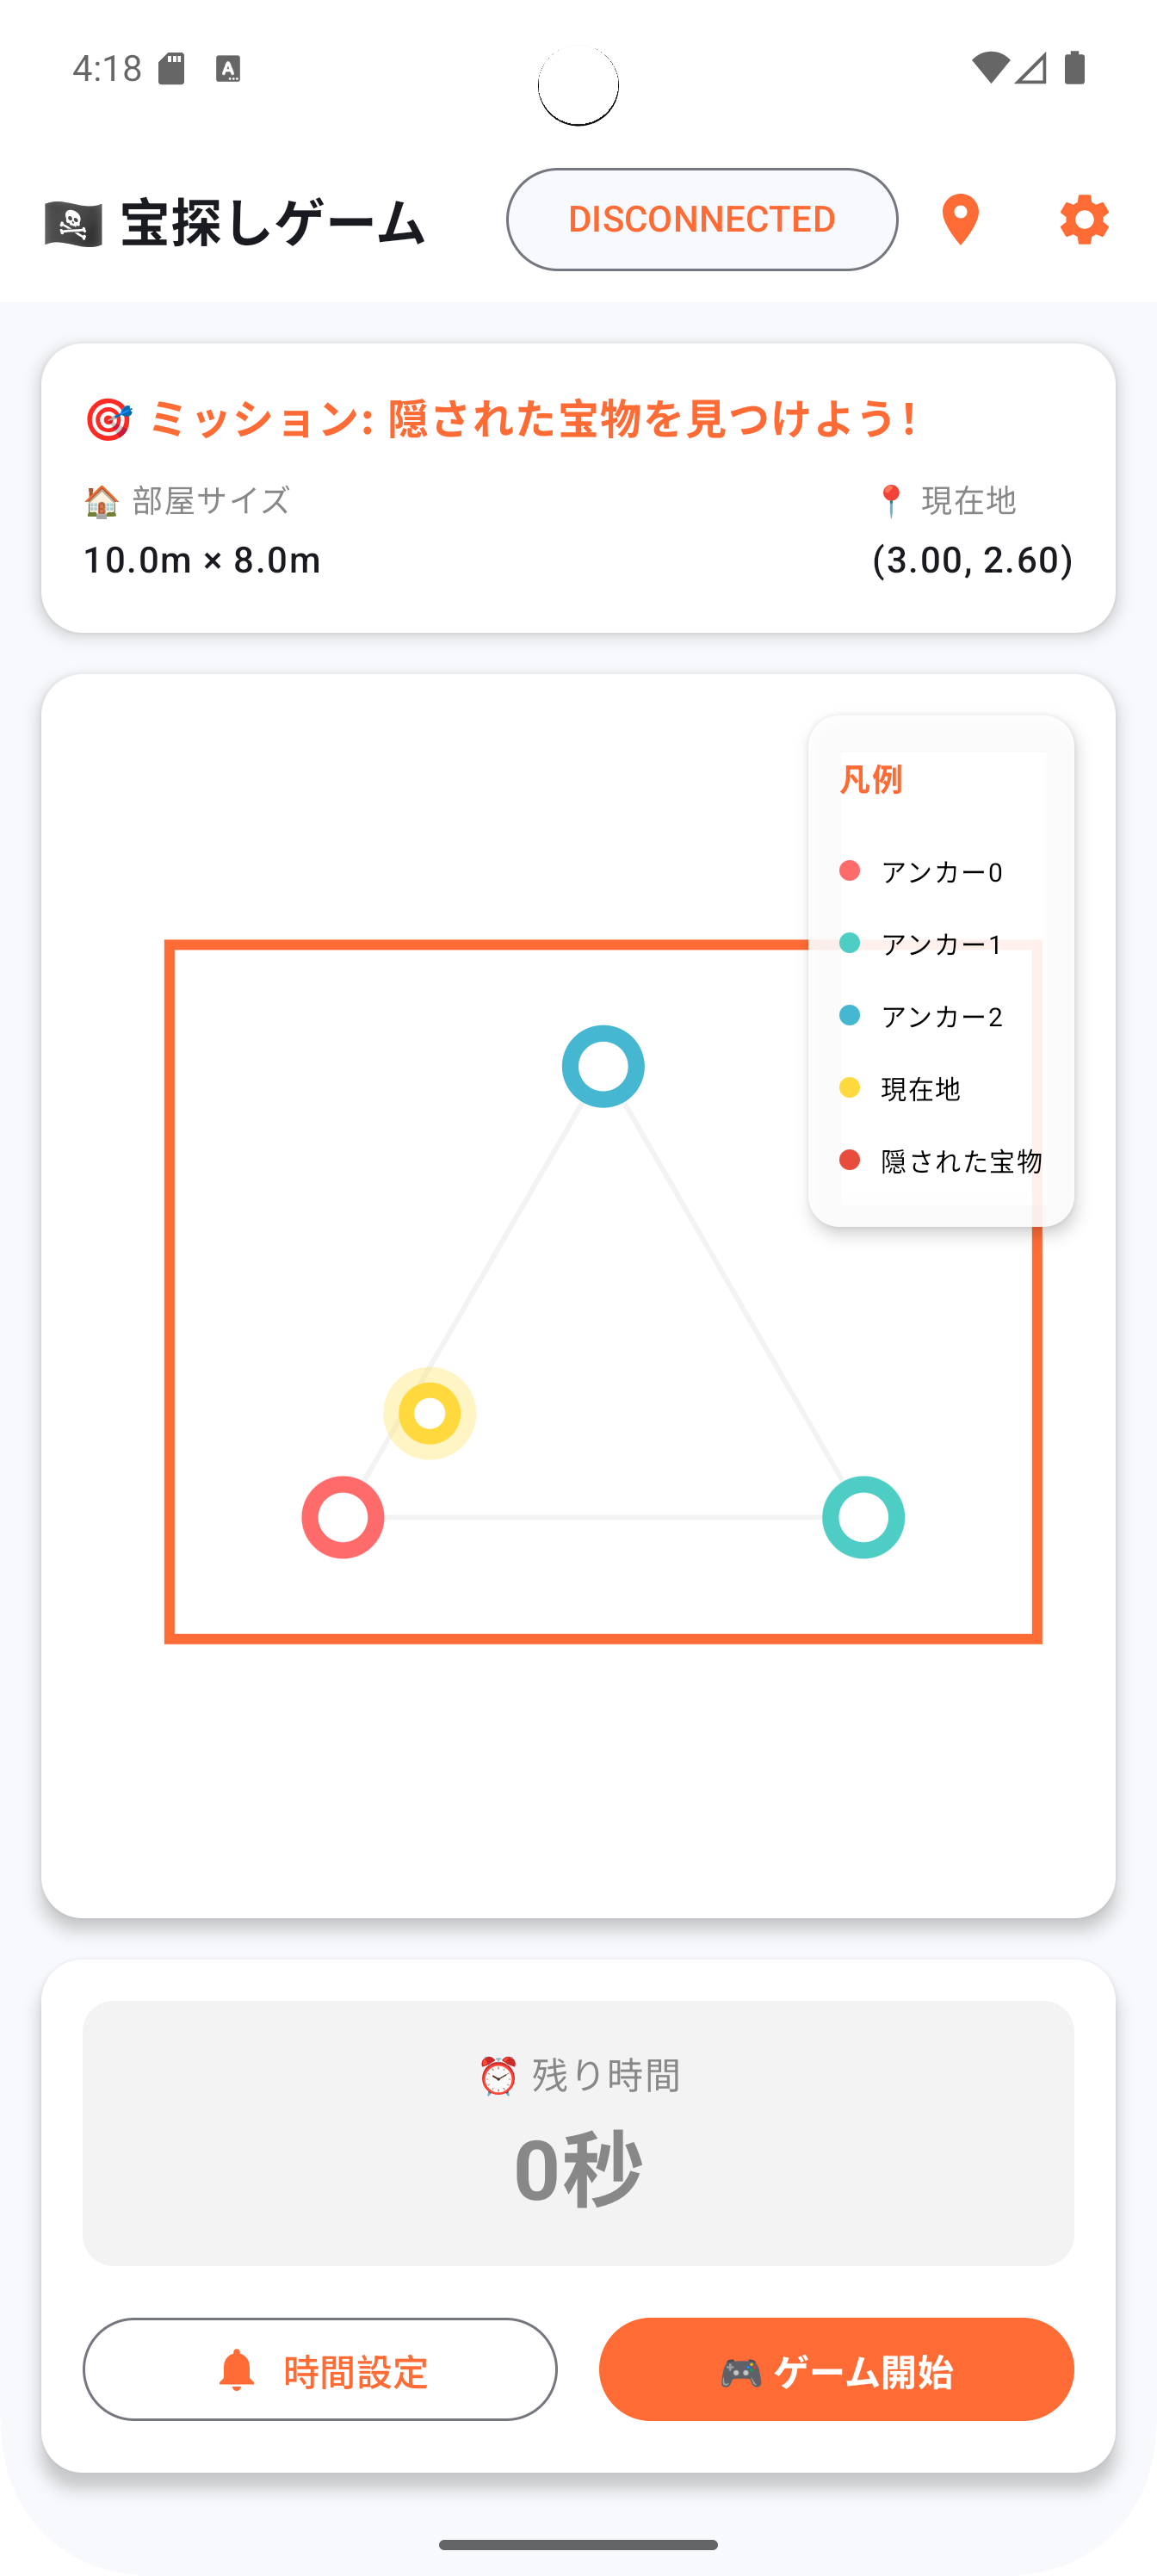 4:18
A
宝探しゲーム
DISCONNECTED
ミッション: 隠された宝物を見つけよう!
部屋サイズ
現在地
10.0m × 8.0m
(3.00, 2.60)
凡例
アンカー0
アンカー1
アンカー2
現在地
隠された宝物
残り時間
0秒
時間設定
ゲーム開始